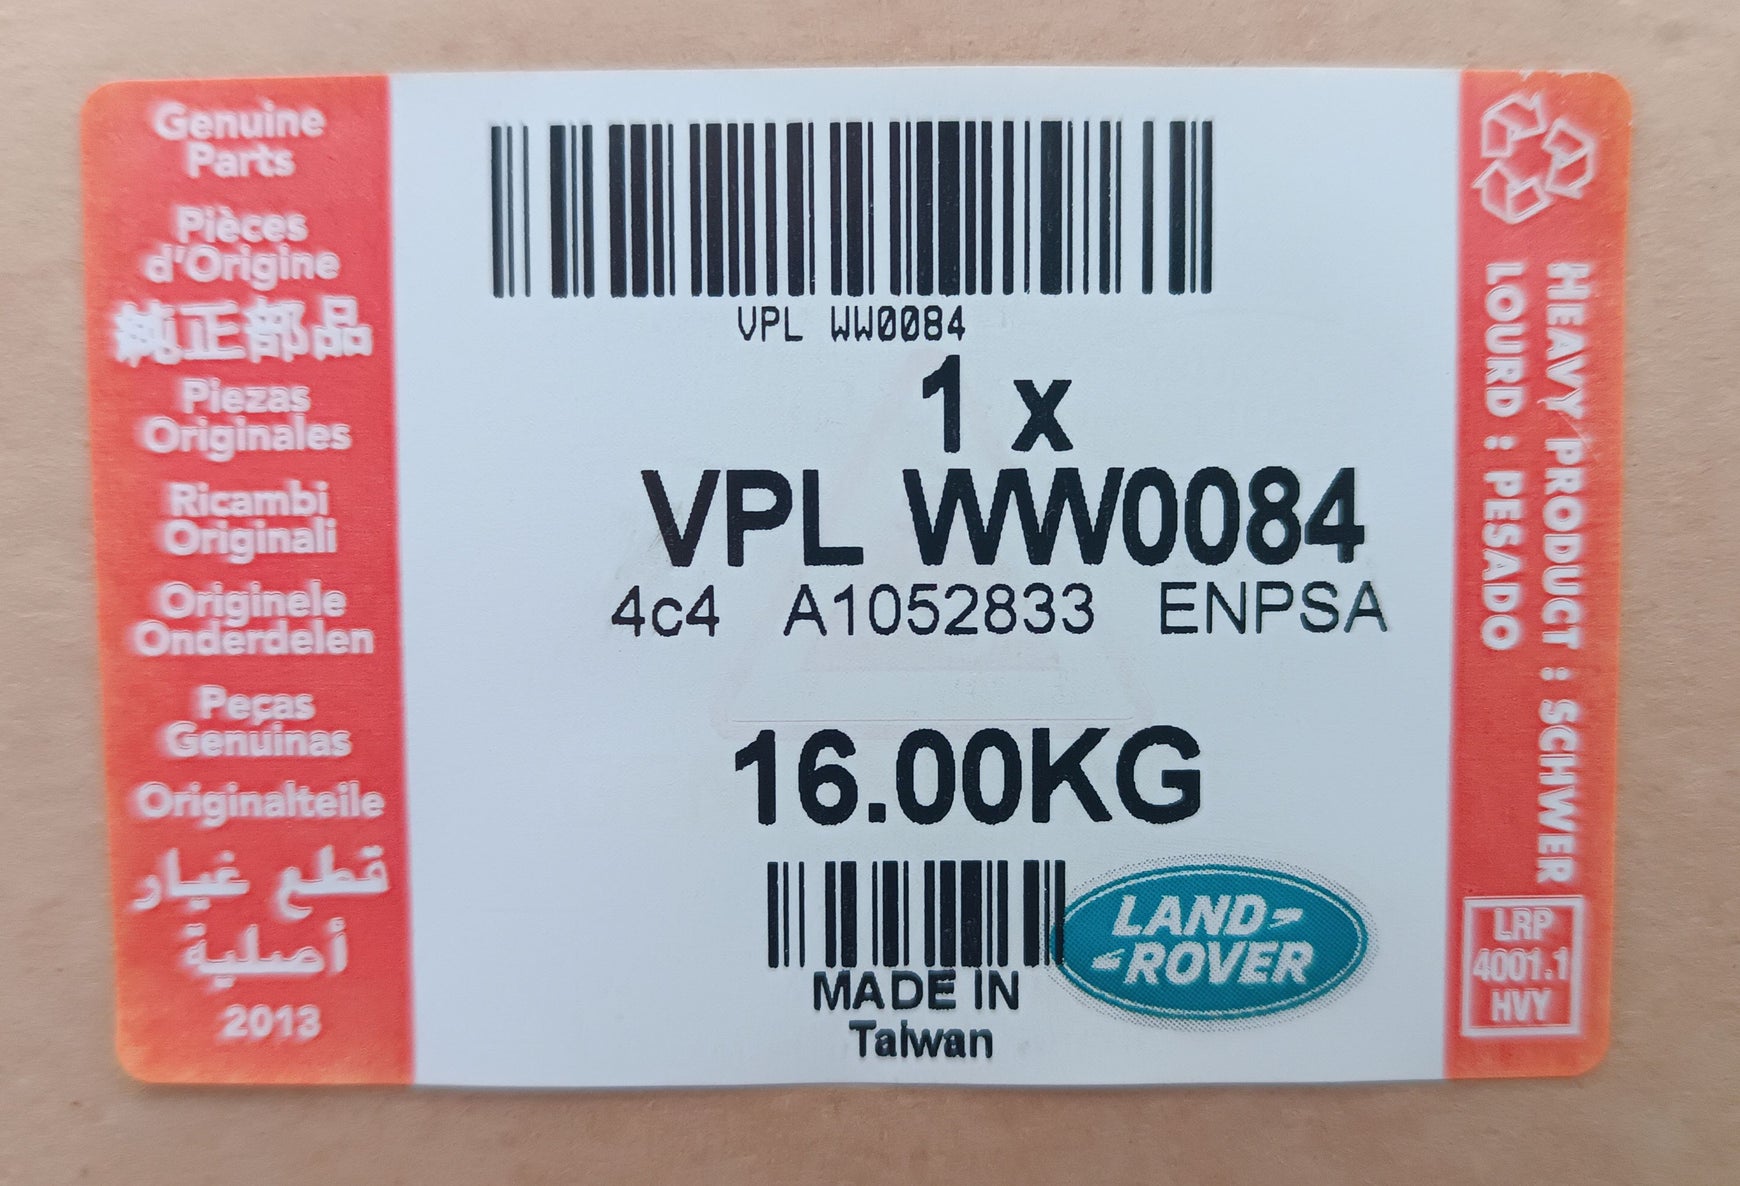 Genuine
Parts
Pièces
d'Origine
純正部品
Piezas
Originales
Ricambi
Originali
Originele
Onderdelen
Peças
Genuinas
Originalteile
قطع غيار
أصلية
2013
VPL WW0084
1 x
VPL WW0084
4c4 A1052833 ENPSA
16.00KG
MADE IN
Taiwan
LAND-
-ROVER
HEAVY PRODUCT : SCHWER
LOURD : PESADO
LRP
4001.1
HVY